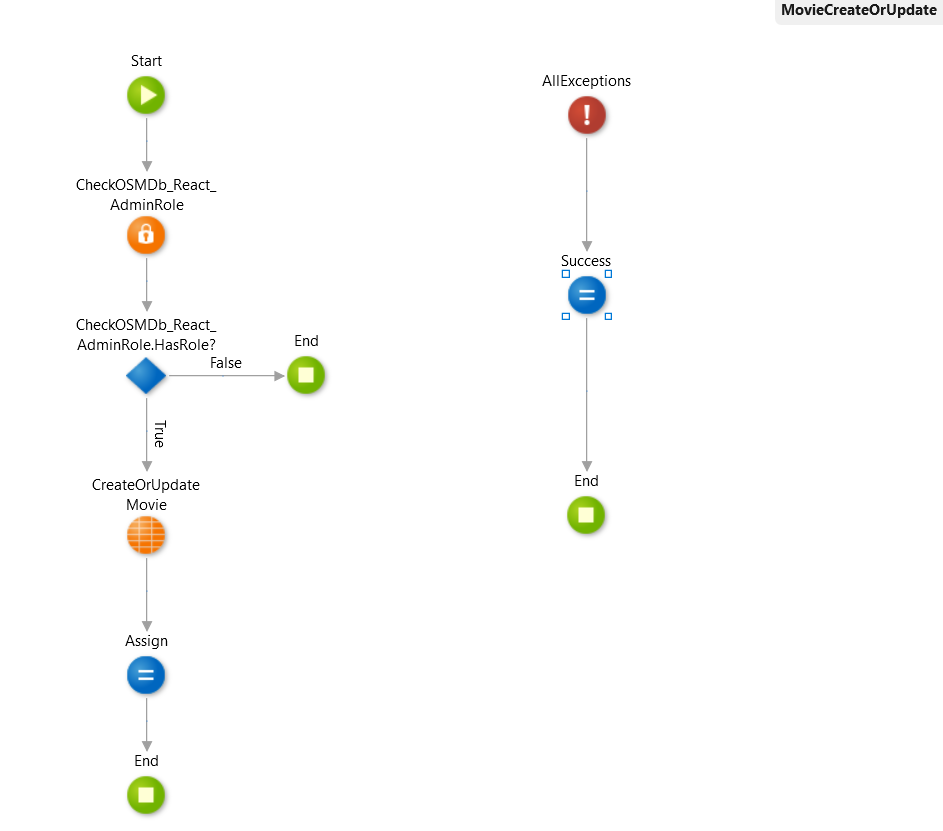 MovieCreateOrUpdate
Start
CheckOSMDb_React_
AdminRole
CheckOSMDb_React_
AdminRole.HasRole?
False
End
True
CreateOrUpdate
Movie
Assign
End
AllExceptions
Success
End